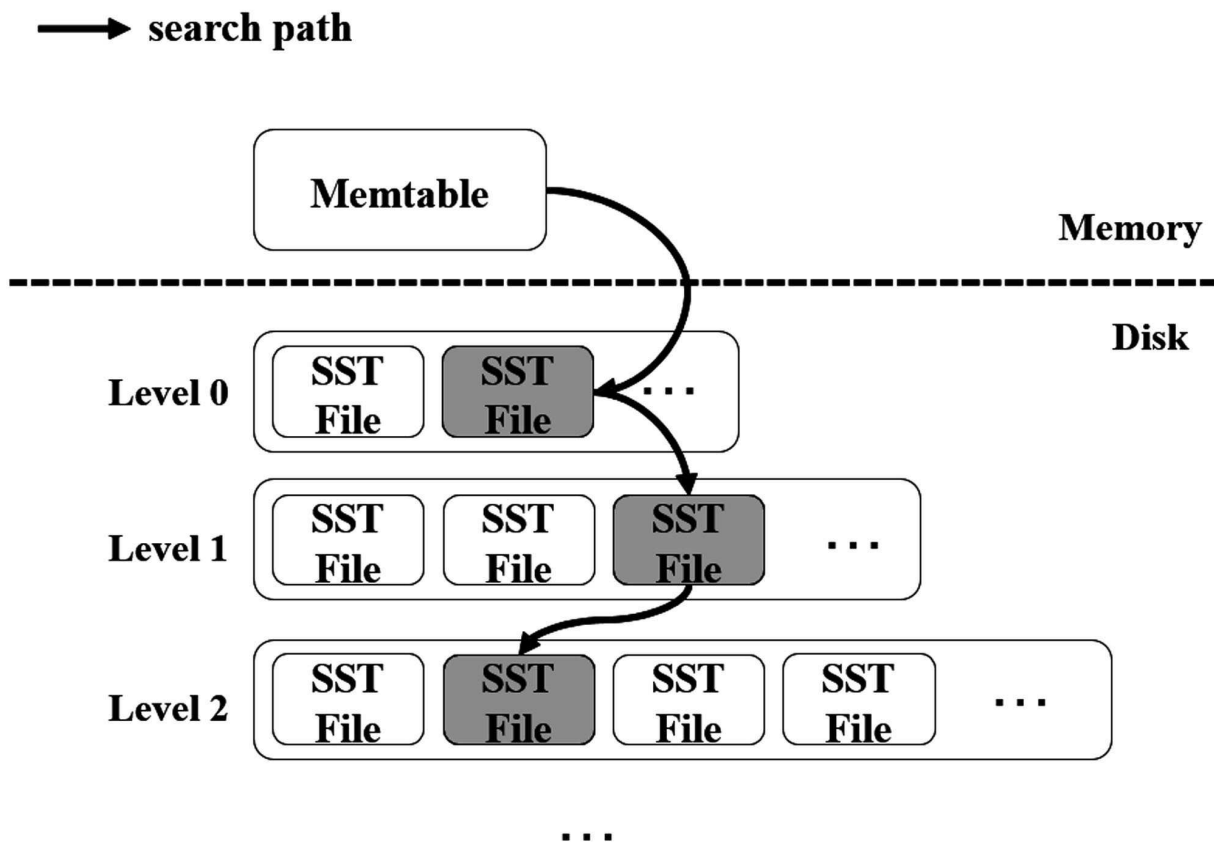 search path
Memtable
Memory
Disk
Level 0
SST File
SST File
...
Level 1
SST File
SST File
SST File
...
Level 2
SST File
SST File
SST File
SST File
...
...